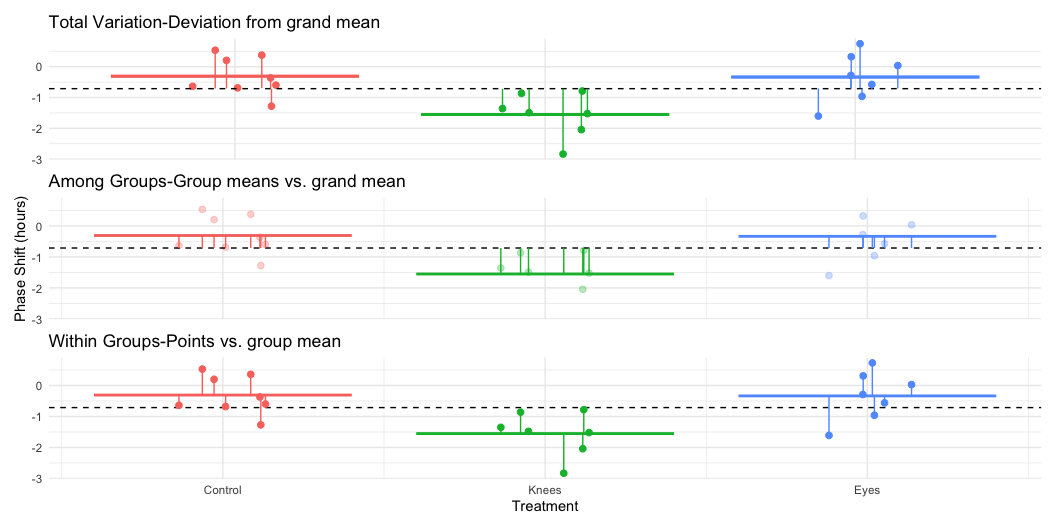 Total Variation-Deviation from grand mean
0
-1
-2
-3
Among Groups-Group means vs. grand mean
Phase Shift (hours)
0
-1
-2
-3
Within Groups-Points vs. group mean
0
-1
-2
-3
Control Knees Eyes
Treatment